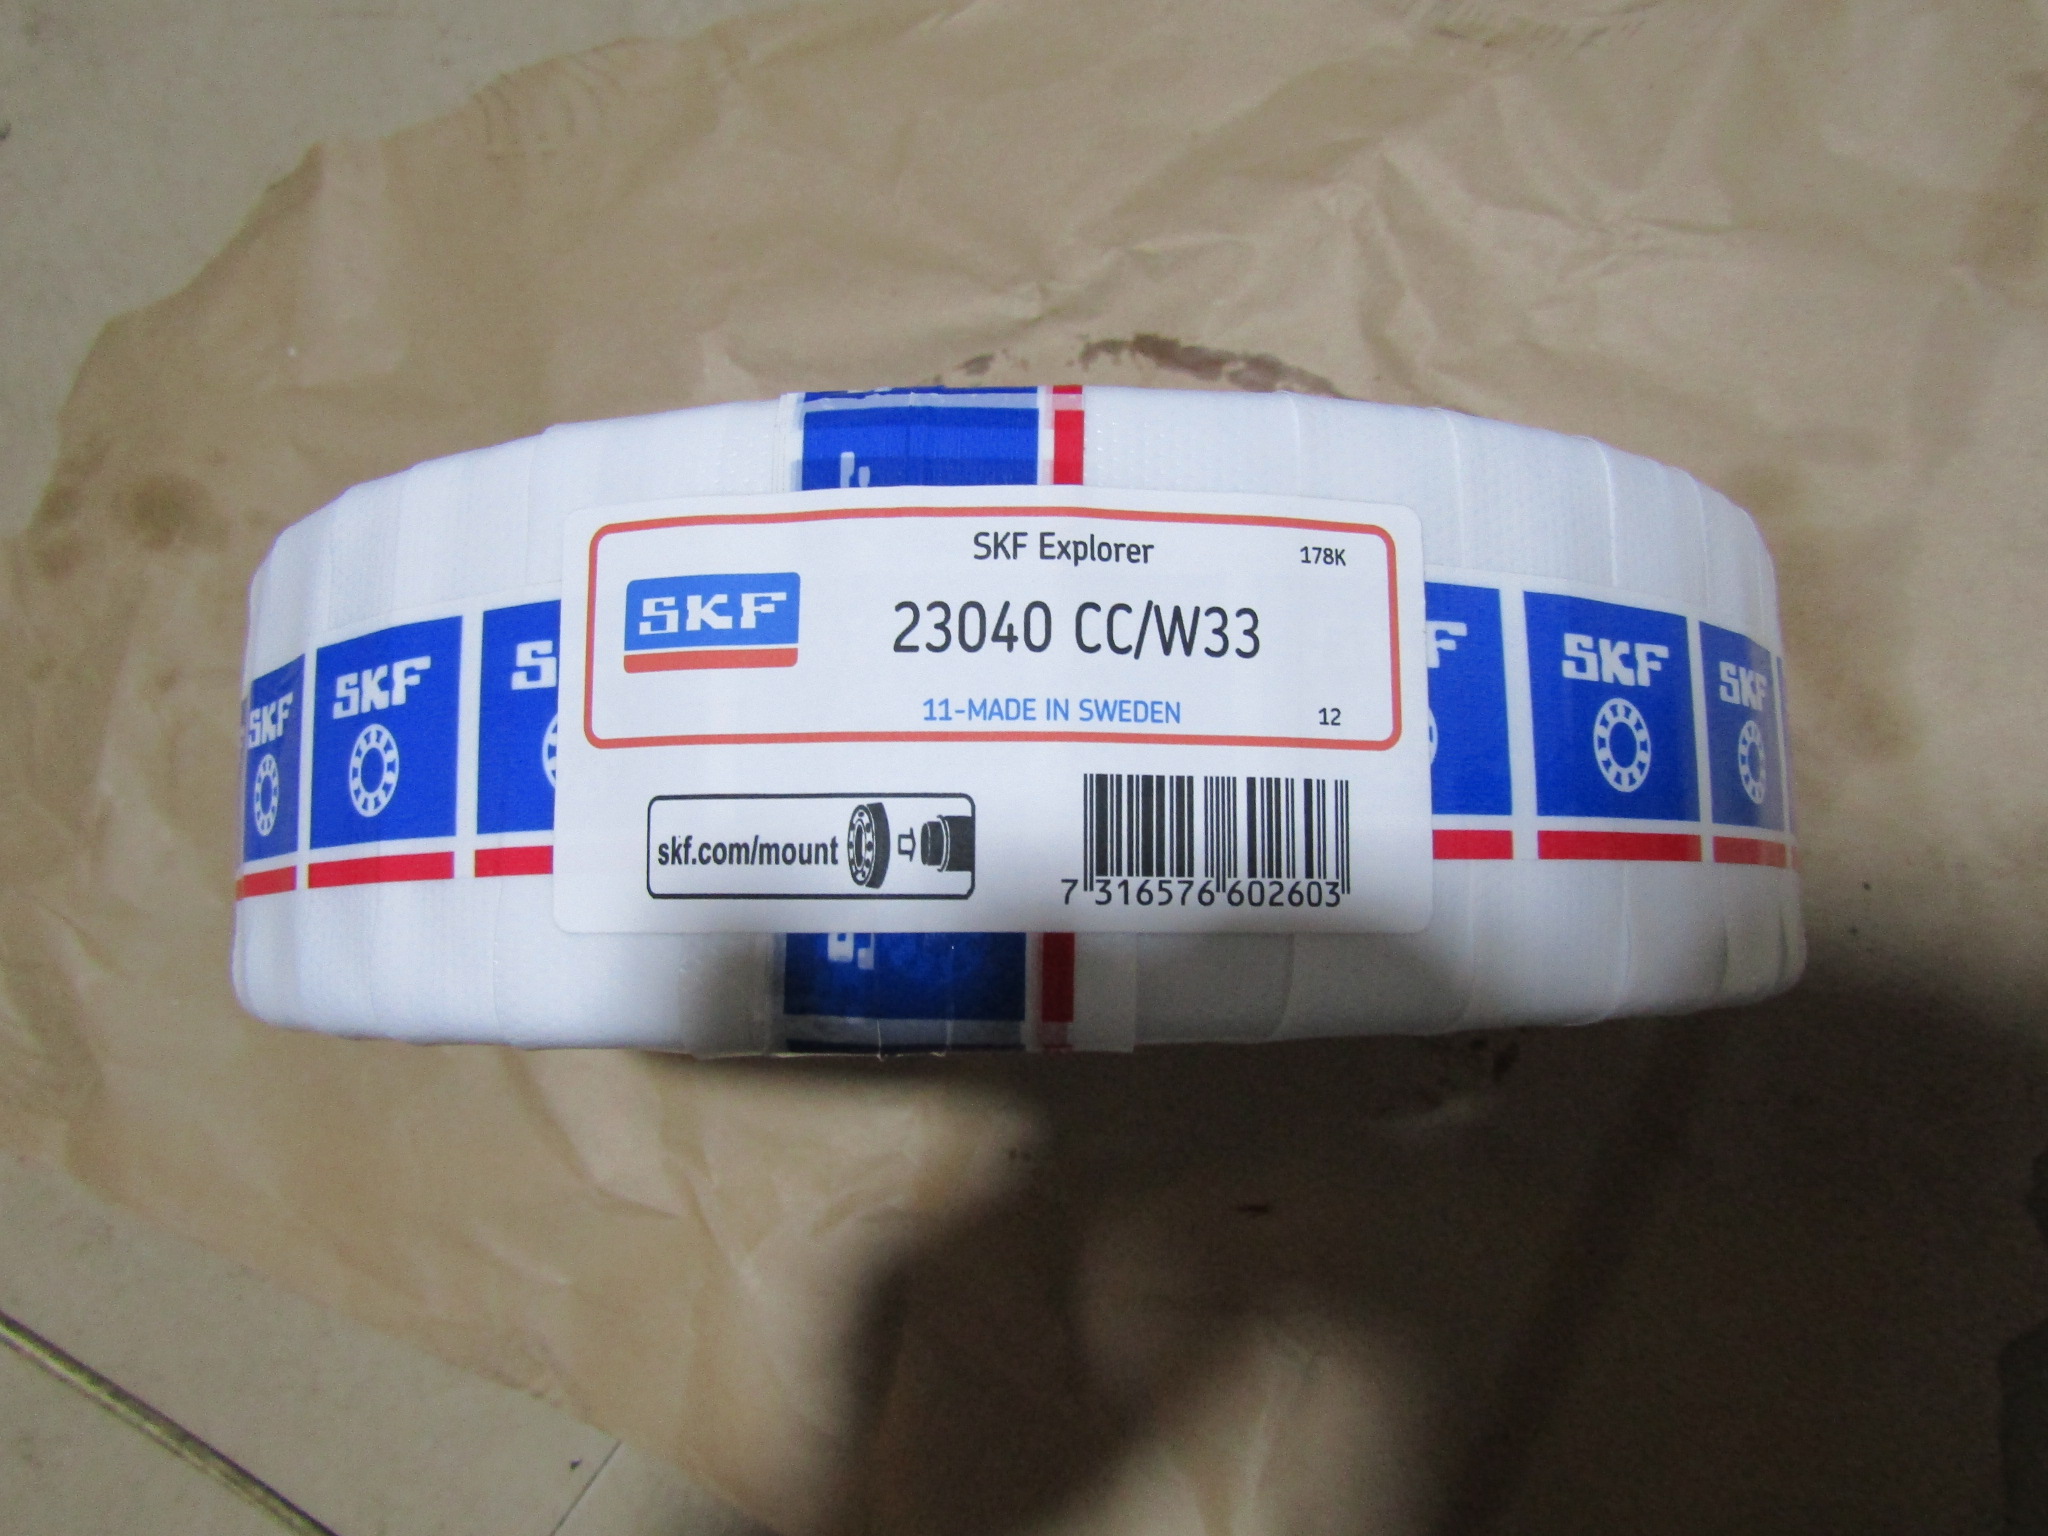 SKF Explorer
178K
SKF
23040 CC/W33
11-MADE IN SWEDEN
12
skf.com/mount
7 316576 602603
SKF
SKF
S
F
SKF
SKF